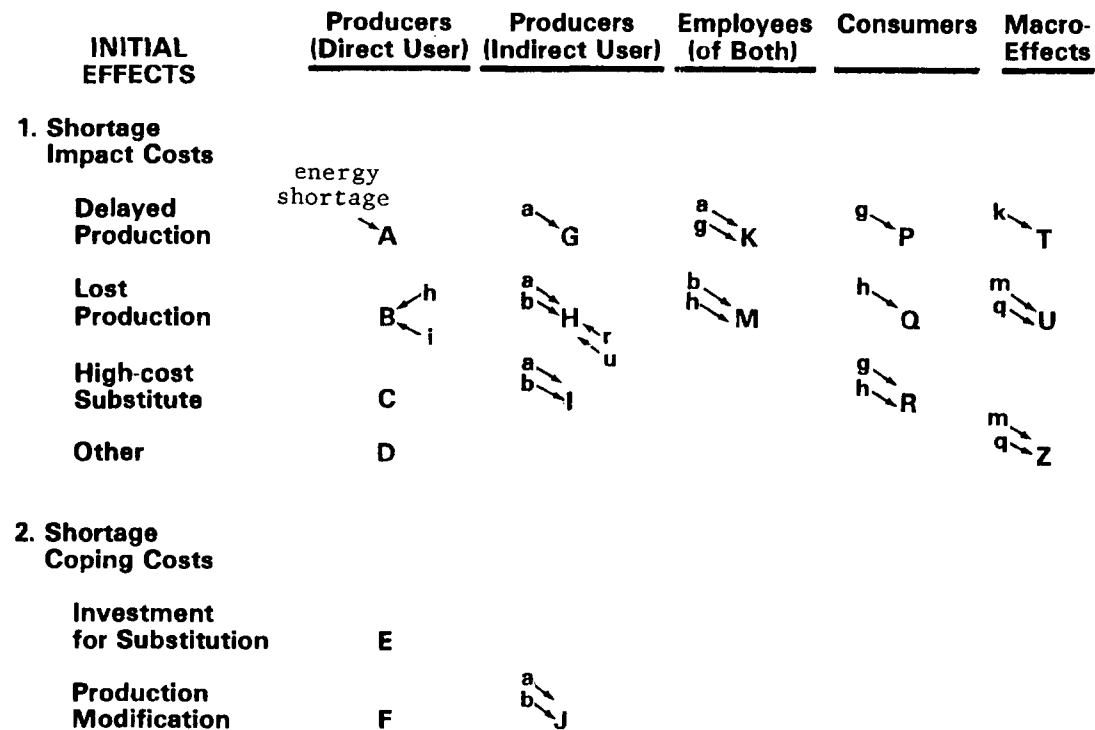 INITIAL EFFECTS
Producers (Direct User)
Producers (Indirect User)
Employees (of Both)
Consumers
Macro-Effects
1. Shortage
Impact Costs
energy
shortage
Delayed
Production
A
a
G
a
g
K
g
P
k
T
Lost
Production
B
h
i
a
b
H
r
u
b
h
M
h
Q
m
q
U
High-cost
Substitute
C
a
b
I
g
h
R
Other
D
m
q
Z
2. Shortage
Coping Costs
Investment
for Substitution
E
Production
Modification
F
a
b
J